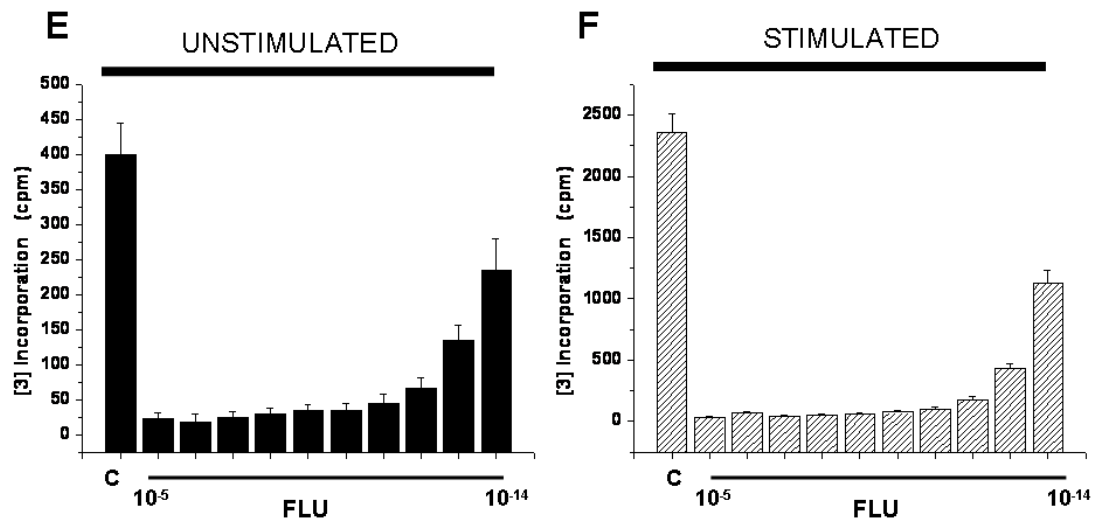 E
UNSTIMULATED
500
450
400
350
300
250
200
150
100
50
0
[3] Incorporation (cpm)
C
10-5
10-14
FLU
F
STIMULATED
2500
2000
1500
1000
500
0
[3] Incorporation (cpm)
C
10-5
10-14
FLU